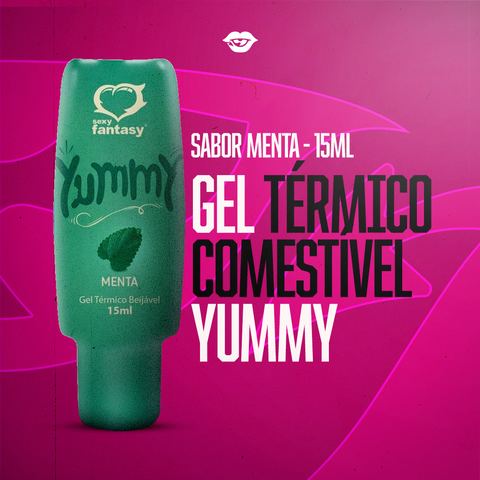 sexy
fantasy
Yummy
MENTA
Gel Térmico Beijável
15ml
SABOR MENTA - 15ML
GEL TÉRMICO
COMESTÍVEL
YUMMY